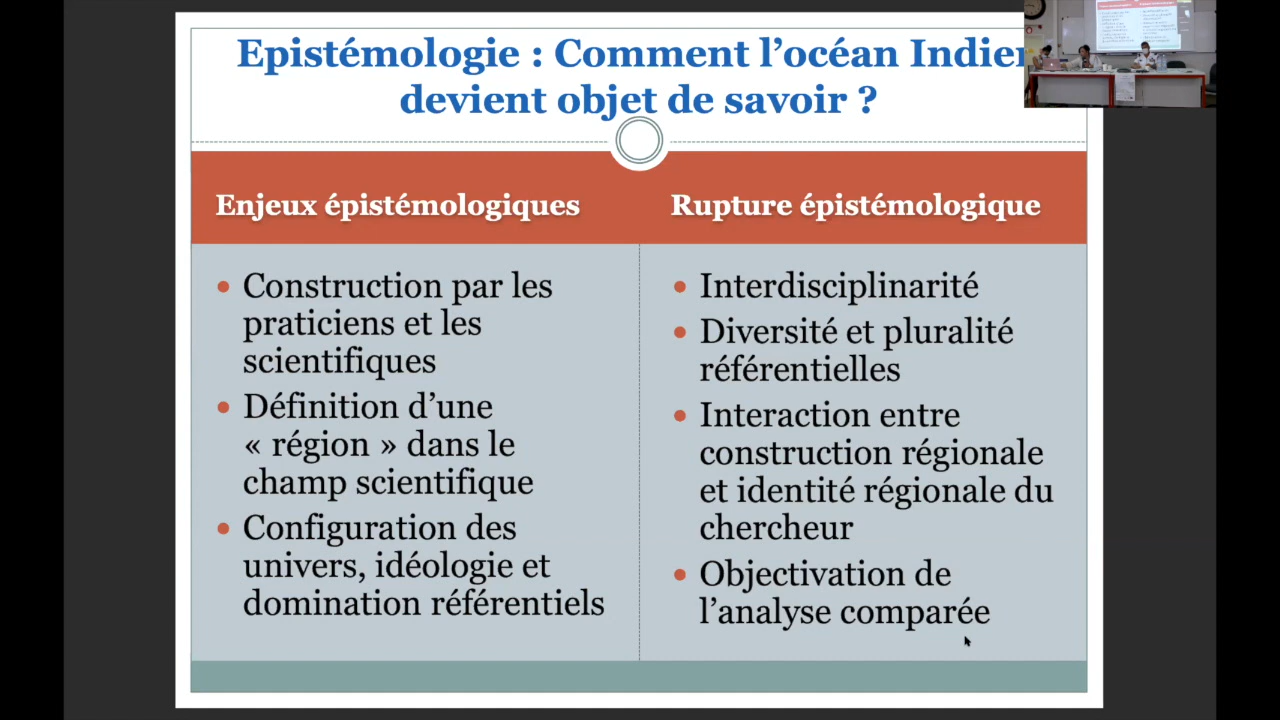 Epistémologie : Comment l’océan Indien
devient objet de savoir ?
Enjeux épistémologiques
Rupture épistémologique
• Construction par les
praticiens et les
scientifiques
• Définition d’une
« région » dans le
champ scientifique
• Configuration des
univers, idéologie et
domination référentiels
• Interdisciplinarité
• Diversité et pluralité
référentielles
• Interaction entre
construction régionale
et identité régionale du
chercheur
• Objectivation de
l’analyse comparée